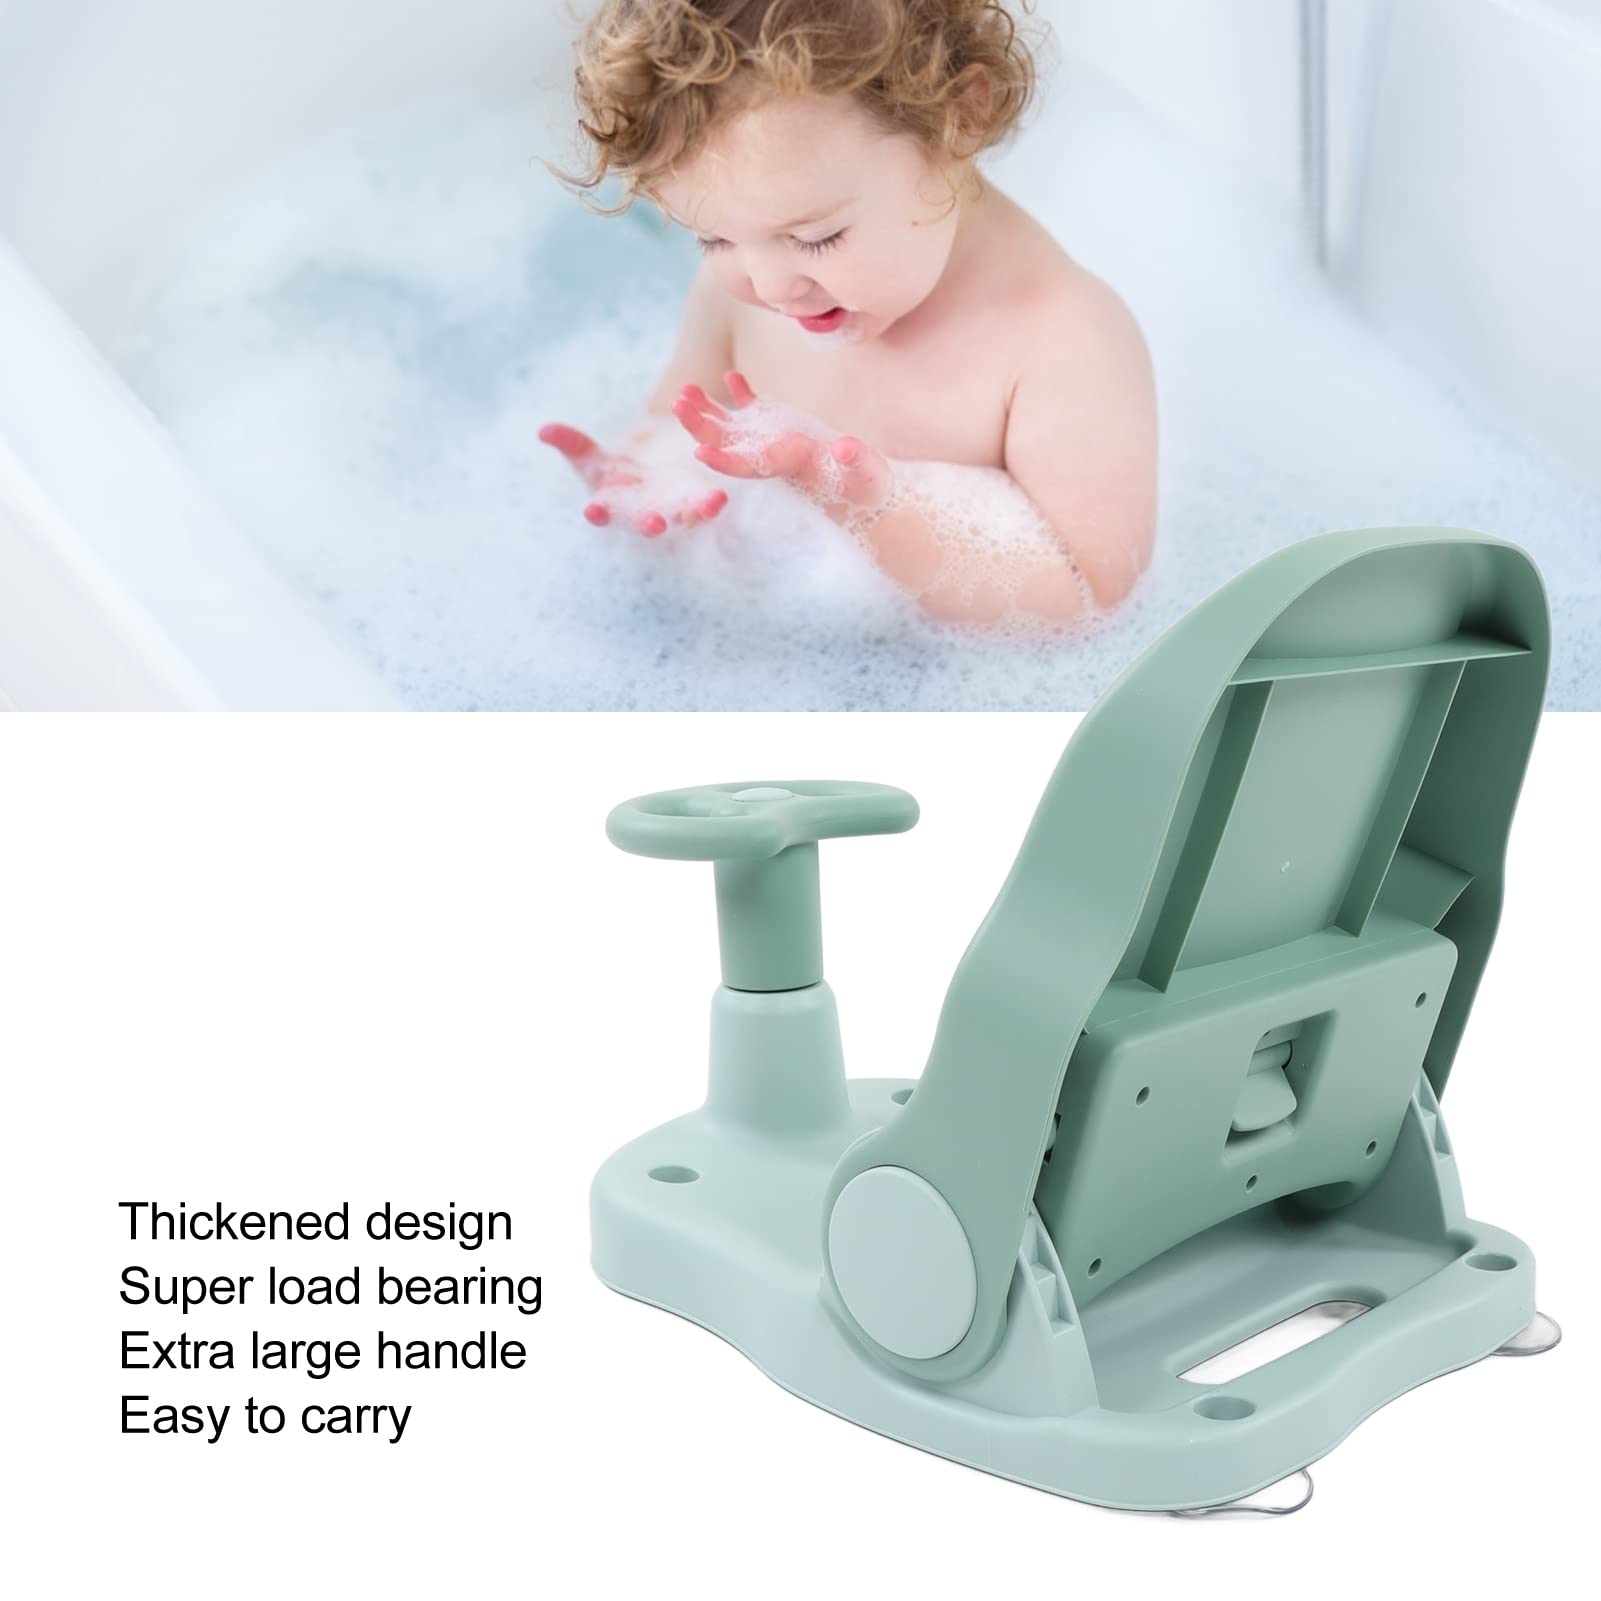 Thickened design
Super load bearing
Extra large handle
Easy to carry